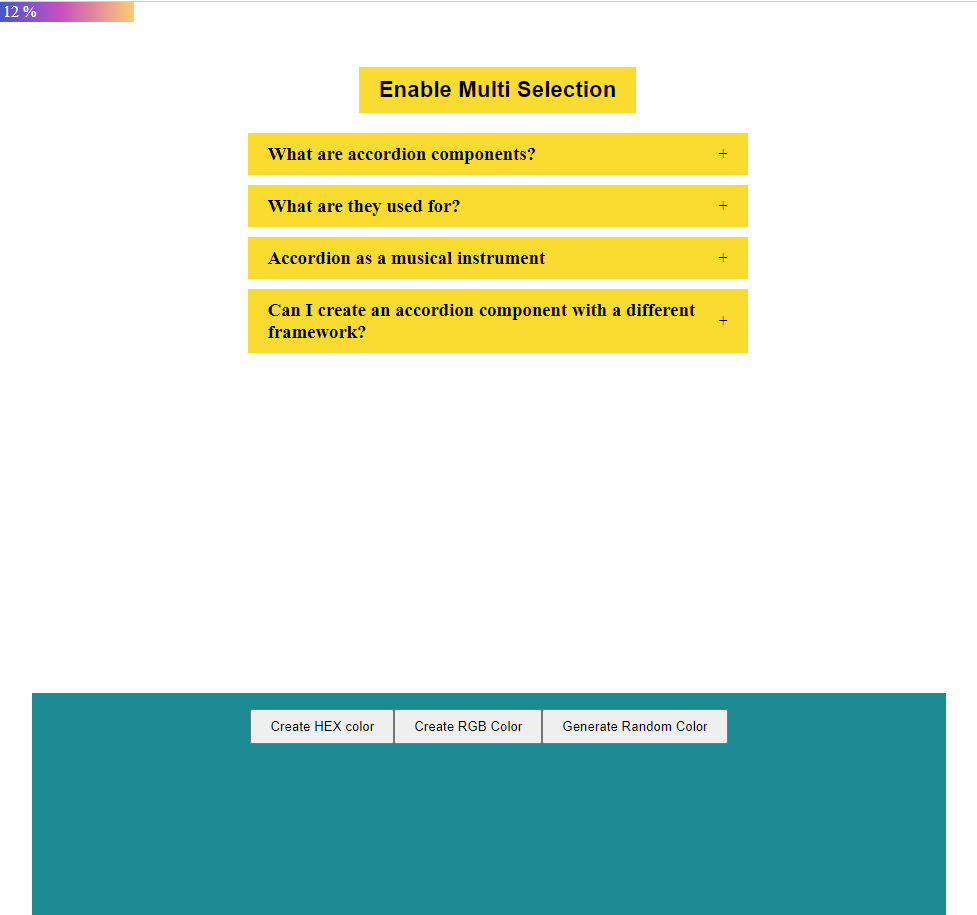 12 %
Enable Multi Selection
What are accordion components? +
What are they used for? +
Accordion as a musical instrument +
Can I create an accordion component with a different
framework? +
Create HEX color Create RGB Color Generate Random Color